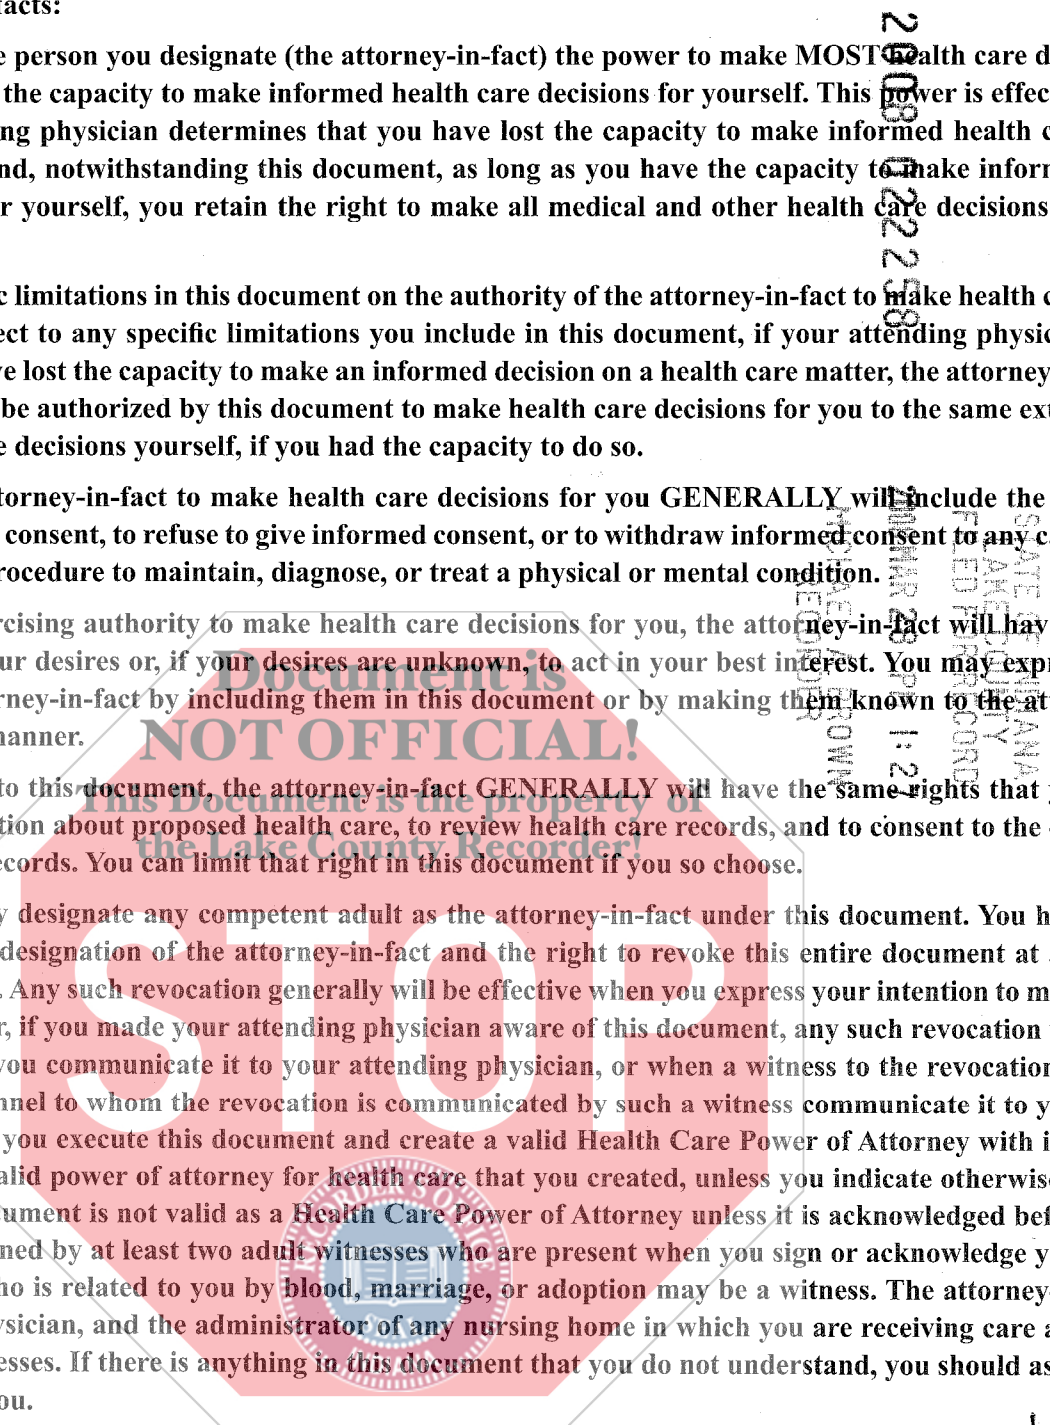 facts:
e person you designate (the attorney-in-fact) the power to make MOST health care d
the capacity to make informed health care decisions for yourself. This power is effec
ng physician determines that you have lost the capacity to make informed health c
nd, notwithstanding this document, as long as you have the capacity to make inform
r yourself, you retain the right to make all medical and other health care decisions
c limitations in this document on the authority of the attorney-in-fact to make health c
ect to any specific limitations you include in this document, if your attending physic
ve lost the capacity to make an informed decision on a health care matter, the attorney
be authorized by this document to make health care decisions for you to the same ext
e decisions yourself, if you had the capacity to do so.
torney-in-fact to make health care decisions for you GENERALLY will include the
consent, to refuse to give informed consent, or to withdraw informed consent to any c
rocedure to maintain, diagnose, or treat a physical or mental condition.
rcising authority to make health care decisions for you, the attorney-in-fact will hav
ur desires or, if your desires are unknown, to act in your best interest. You may expr
rney-in-fact by including them in this document or by making them known to the at
nanner.
to this document, the attorney-in-fact GENERALLY will have the same rights that
tion about proposed health care, to review health care records, and to consent to the
ecords. You can limit that right in this document if you so choose.
y designate any competent adult as the attorney-in-fact under this document. You h
designation of the attorney-in-fact and the right to revoke this entire document at
. Any such revocation generally will be effective when you express your intention to m
r, if you made your attending physician aware of this document, any such revocation
you communicate it to your attending physician, or when a witness to the revocation
nnel to whom the revocation is communicated by such a witness communicate it to y
you execute this document and create a valid Health Care Power of Attorney with i
alid power of attorney for health care that you created, unless you indicate otherwise
ument is not valid as a Health Care Power of Attorney unless it is acknowledged bef
ned by at least two adult witnesses who are present when you sign or acknowledge y
ho is related to you by blood, marriage, or adoption may be a witness. The attorney
ysician, and the administrator of any nursing home in which you are receiving care a
esses. If there is anything in this document that you do not understand, you should as
ou.
Document is
NOT OFFICIAL!
This Document is the property of
the Lake County Recorder!
STOP
RECORDER'S OFFICE
2008 022258
STATE OF INDIANA
LAKE COUNTY
FILED FOR RECORD
MICHAEL A. BROWN
RECORDER